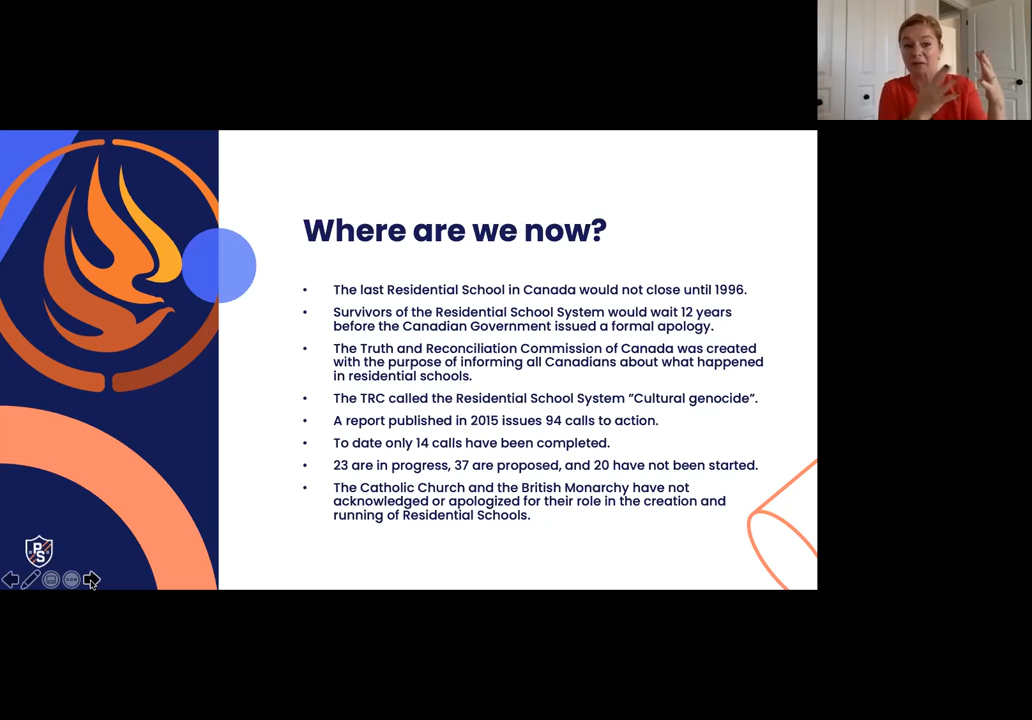 Where are we now?
• The last Residential School in Canada would not close until 1996.
• Survivors of the Residential School System would wait 12 years
before the Canadian Government issued a formal apology.
• The Truth and Reconciliation Commission of Canada was created
with the purpose of informing all Canadians about what happened
in residential schools.
• The TRC called the Residential School System ”Cultural genocide”.
• A report published in 2015 issues 94 calls to action.
• To date only 14 calls have been completed.
• 23 are in progress, 37 are proposed, and 20 have not been started.
• The Catholic Church and the British Monarchy have not
acknowledged or apologized for their role in the creation and
running of Residential Schools.